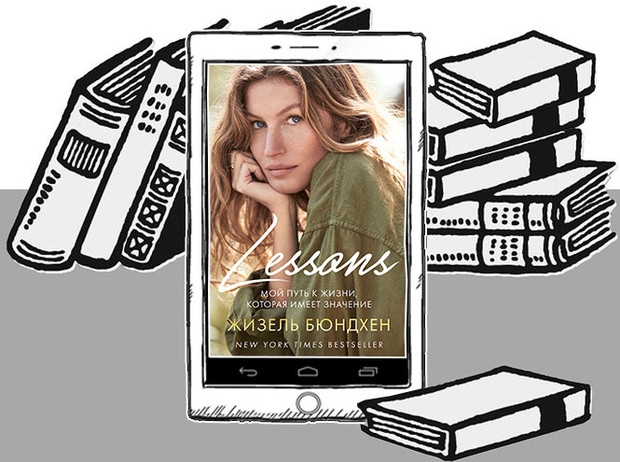 Lessons
МОЙ ПУТЬ К ЖИЗНИ,
КОТОРАЯ ИМЕЕТ ЗНАЧЕНИЕ
ЖИЗЕЛЬ БЮНДХЕН
NEW YORK TIMES BESTSELLER